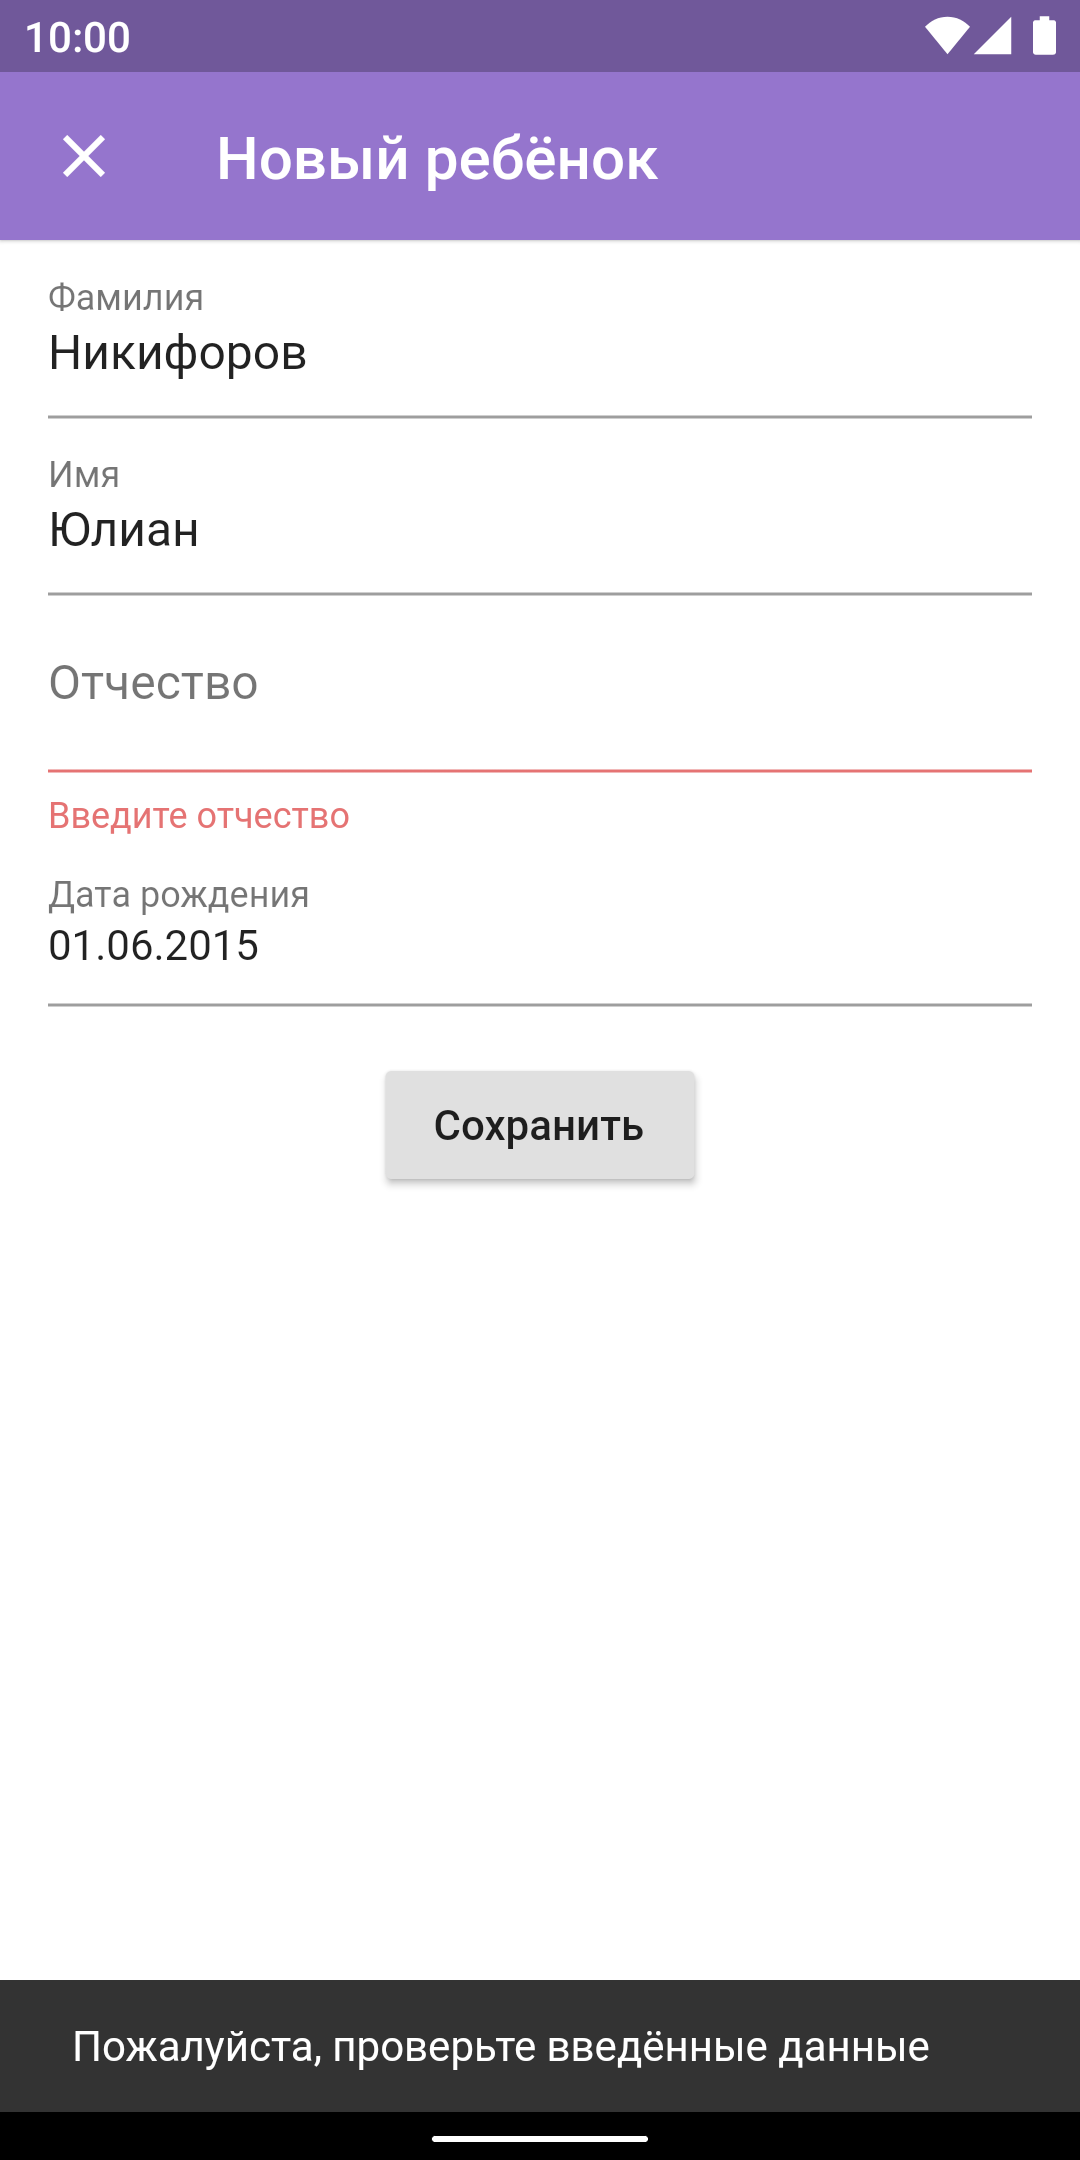 10:00
Новый ребёнок
Фамилия
Никифоров
Имя
Юлиан
Отчество
Введите отчество
Дата рождения
01.06.2015
Сохранить
Пожалуйста, проверьте введённые данные